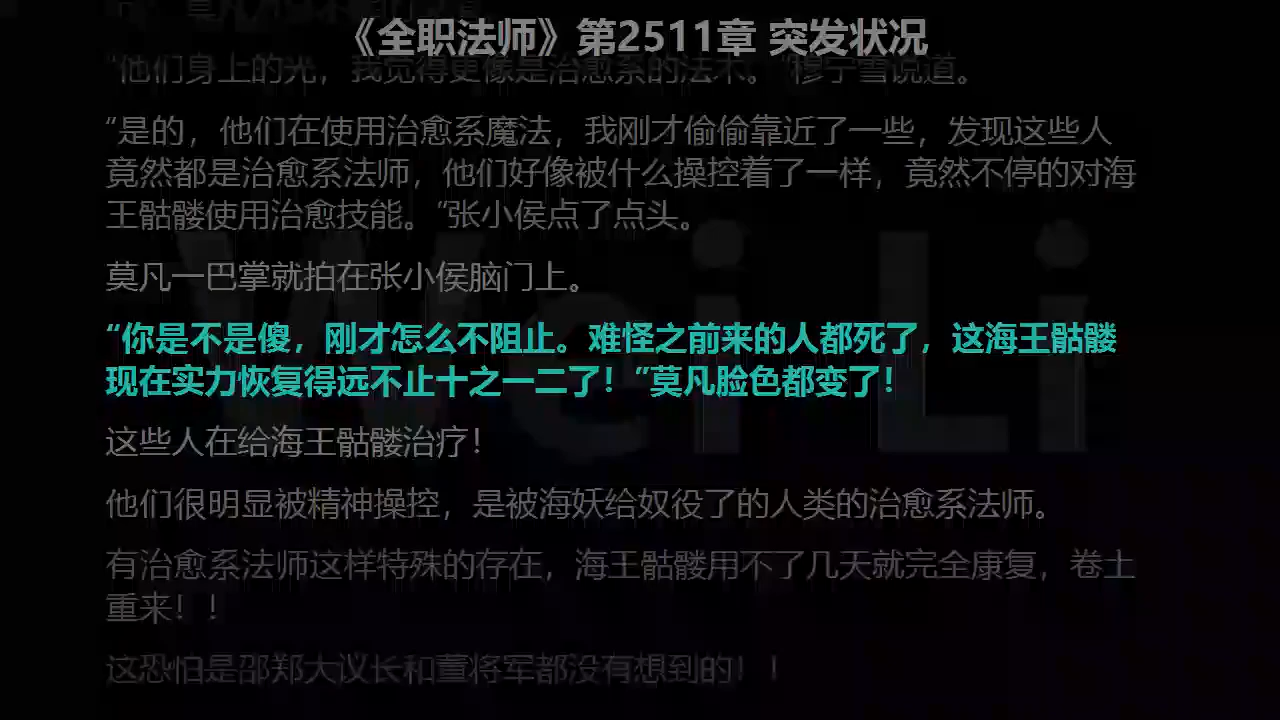 《全职法师》第2511章 突发状况
“他们身上的光，我觉得更像是治愈系的法术。”穆宁雪说道。
“是的，他们在使用治愈系魔法，我刚才偷偷靠近了一些，发现这些人
竟然都是治愈系法师，他们好像被什么操控着了一样，竟然不停的对海
王骷髅使用治愈技能。”张小侯点了点头。
莫凡一巴掌就拍在张小侯脑门上。
“你是不是傻，刚才怎么不阻止。难怪之前来的人都死了，这海王骷髅
现在实力恢复得远不止十之一二了！”莫凡脸色都变了！
这些人在给海王骷髅治疗！
他们很明显被精神操控，是被海妖给奴役了的人类的治愈系法师。
有治愈系法师这样特殊的存在，海王骷髅用不了几天就完全康复，卷土
重来！！
这恐怕是邵郑大议长和董将军都没有想到的！！
Wei Li